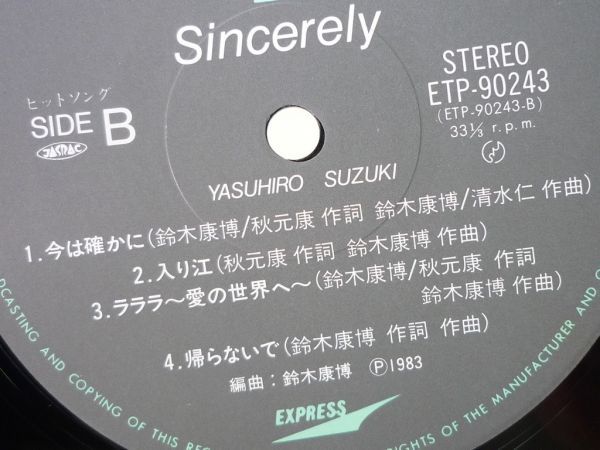 Sincerely
ヒットソング
SIDE B
JASRAC
STEREO
ETP-90243
(ETP-90243-B)
33 1/3 r.p.m.
YASUHIRO SUZUKI
1.今は確かに(鈴木康博/秋元康 作詞 鈴木康博/清水仁 作曲)
2.入り江(秋元康 作詞 鈴木康博 作曲)
3.ラララ〜愛の世界へ〜(鈴木康博/秋元康 作詞
鈴木康博 作曲)
4.帰らないで(鈴木康博 作詞 作曲)
編曲:鈴木康博 Ⓟ1983
EXPRESS
DCASTING AND COPYING OF THIS REC
RIGHTS OF THE MANUFACTURER AND